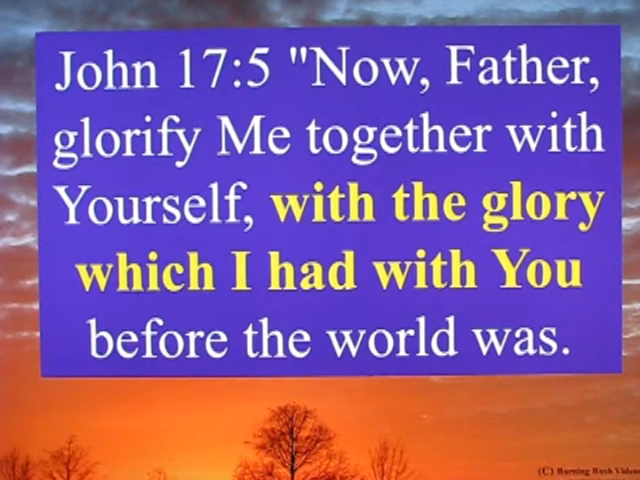 John 17:5 "Now, Father,
glorify Me together with
Yourself, with the glory
which I had with You
before the world was.
(C) Burning Bush Videos